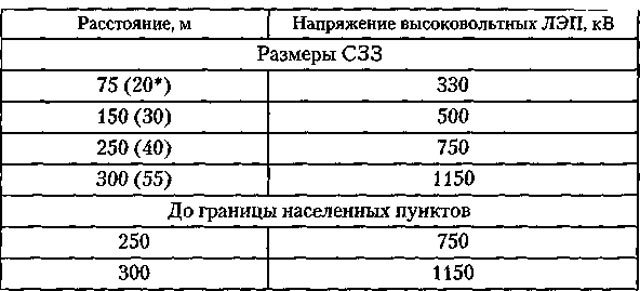 Расстояние, м Напряжение высоковольтных ЛЭП, кВ
Размеры СЗЗ
75 (20*) 330
150 (30) 500
250 (40) 750
300 (55) 1150
До границы населенных пунктов
250 750
300 1150